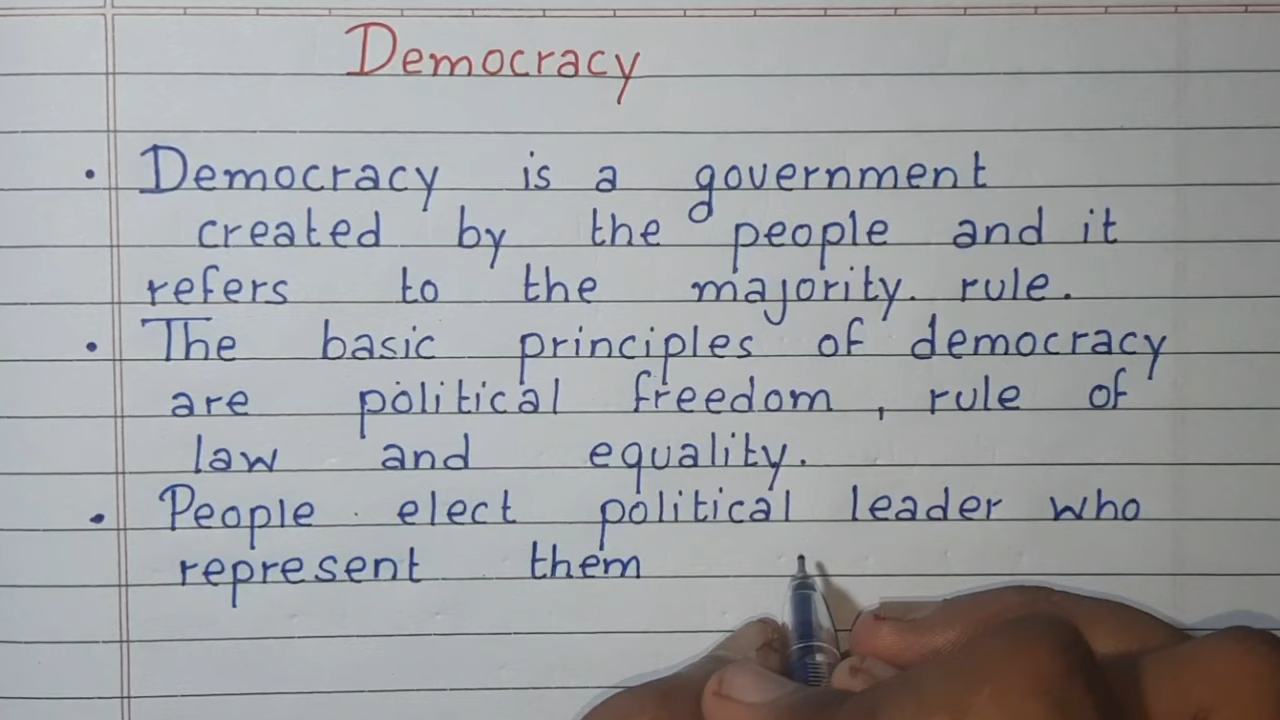 Democracy
• Democracy is a government
created by the people and it
refers to the majority. rule.
• The basic principles of democracy
are political freedom, rule of
law and equality.
• People elect political leader who
represent them